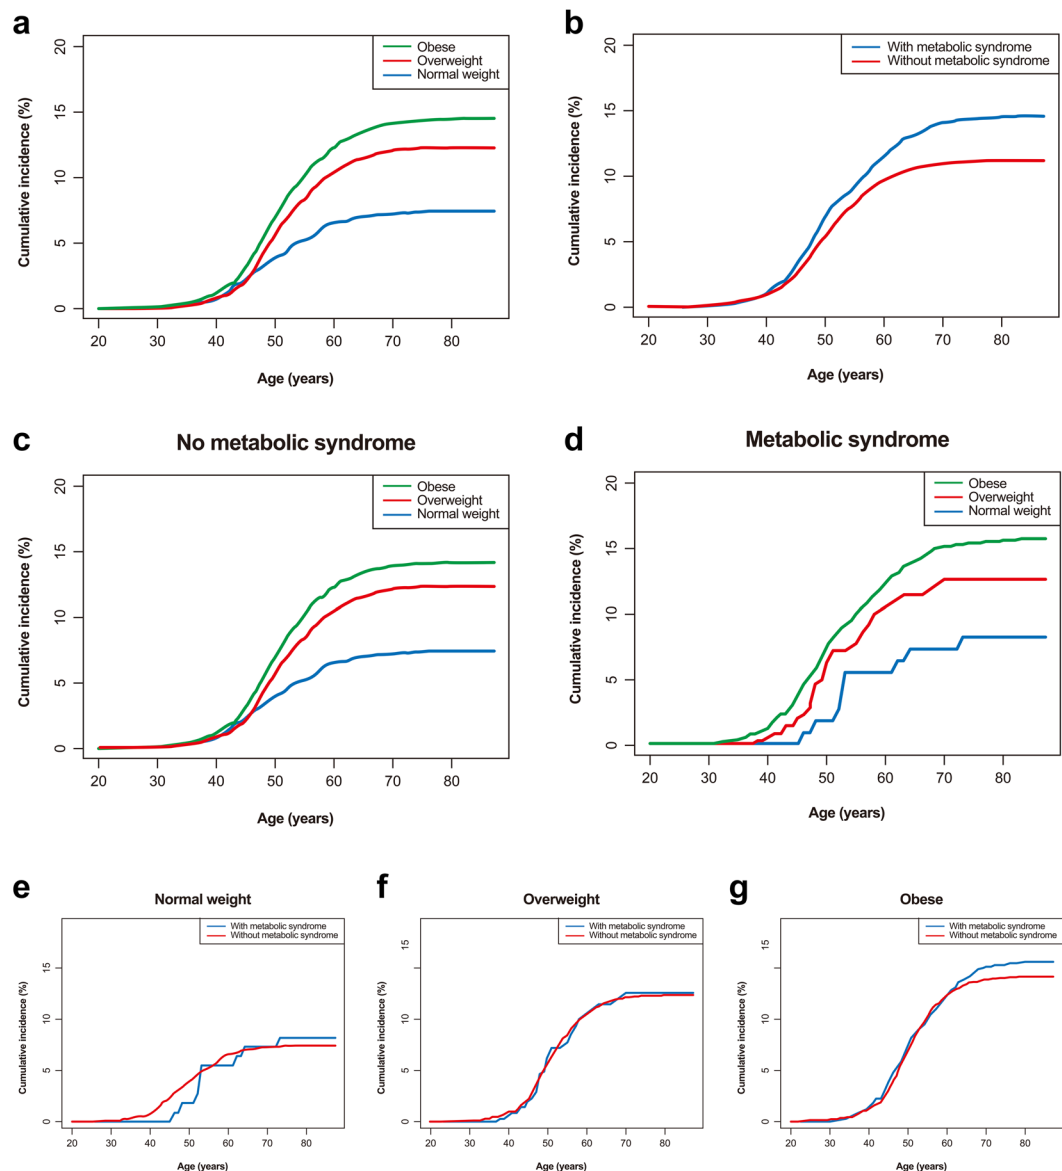 a
20
15
10
5
0
Cumulative incidence (%)
Obese
Overweight
Normal weight
20 30 40 50 60 70 80
Age (years)
b
20
15
10
5
0
Cumulative incidence (%)
With metabolic syndrome
Without metabolic syndrome
20 30 40 50 60 70 80
Age (years)
c
No metabolic syndrome
20
15
10
5
0
Cumulative incidence (%)
Obese
Overweight
Normal weight
20 30 40 50 60 70 80
Age (years)
d
Metabolic syndrome
20
15
10
5
0
Cumulative incidence (%)
Obese
Overweight
Normal weight
20 30 40 50 60 70 80
Age (years)
e
Normal weight
15
10
5
0
Cumulative incidence (%)
With metabolic syndrome
Without metabolic syndrome
20 30 40 50 60 70 80
Age (years)
f
Overweight
15
10
5
0
Cumulative incidence (%)
With metabolic syndrome
Without metabolic syndrome
20 30 40 50 60 70 80
Age (years)
g
Obese
15
10
5
0
Cumulative incidence (%)
With metabolic syndrome
Without metabolic syndrome
20 30 40 50 60 70 80
Age (years)